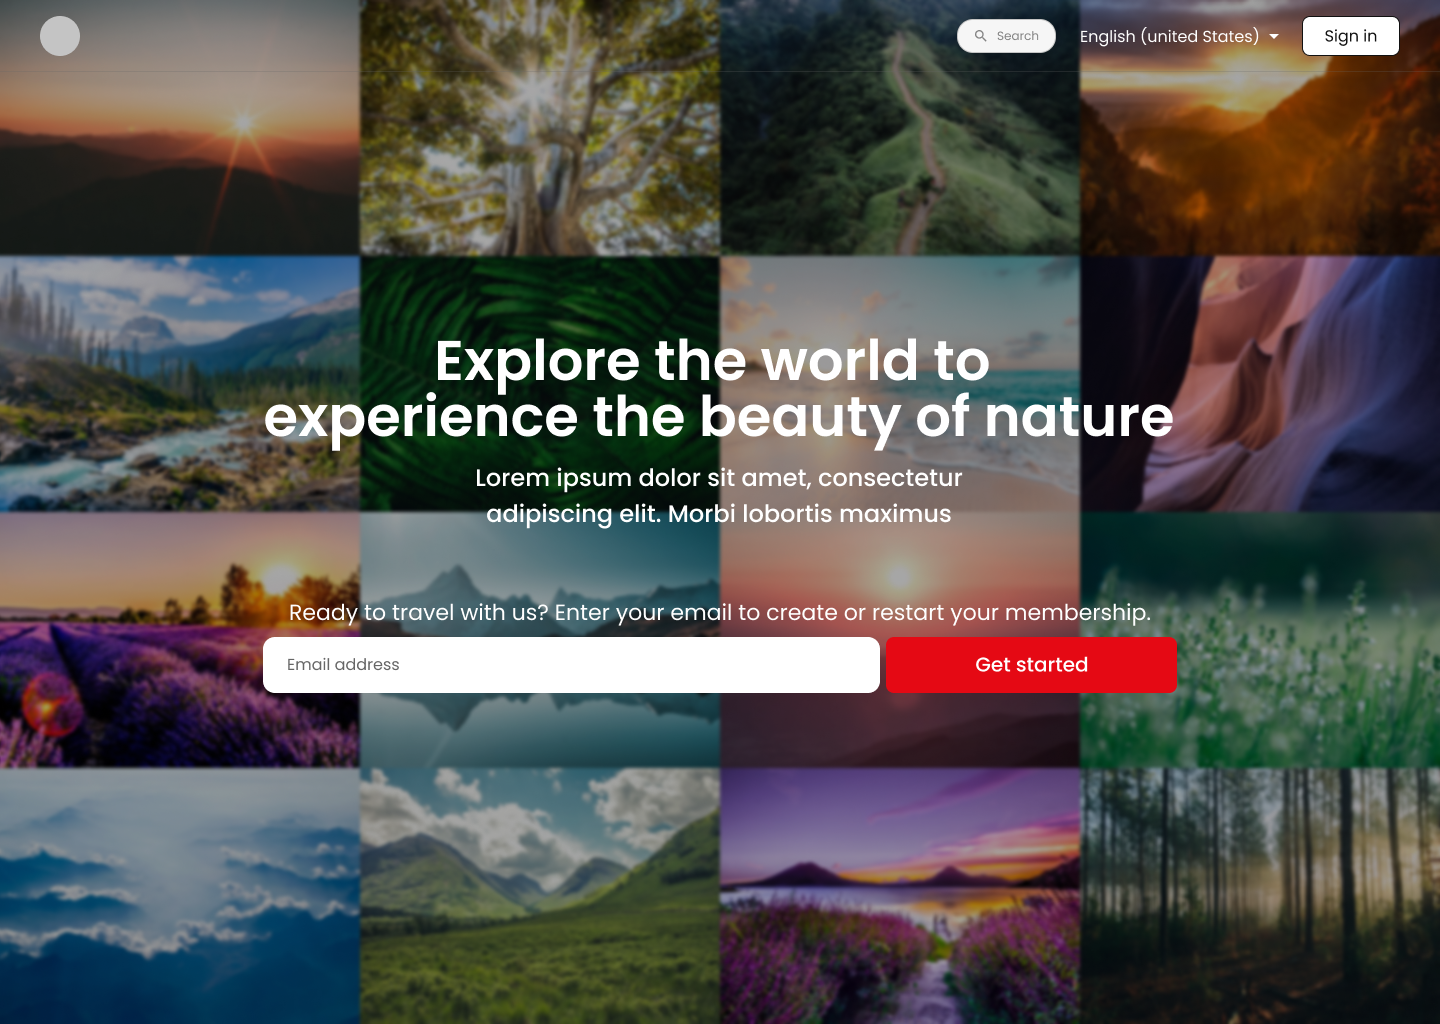 Search
English (united States)
Sign in
Explore the world to
experience the beauty of nature
Lorem ipsum dolor sit amet, consectetur
adipiscing elit. Morbi lobortis maximus
Ready to travel with us? Enter your email to create or restart your membership.
Email address
Get started